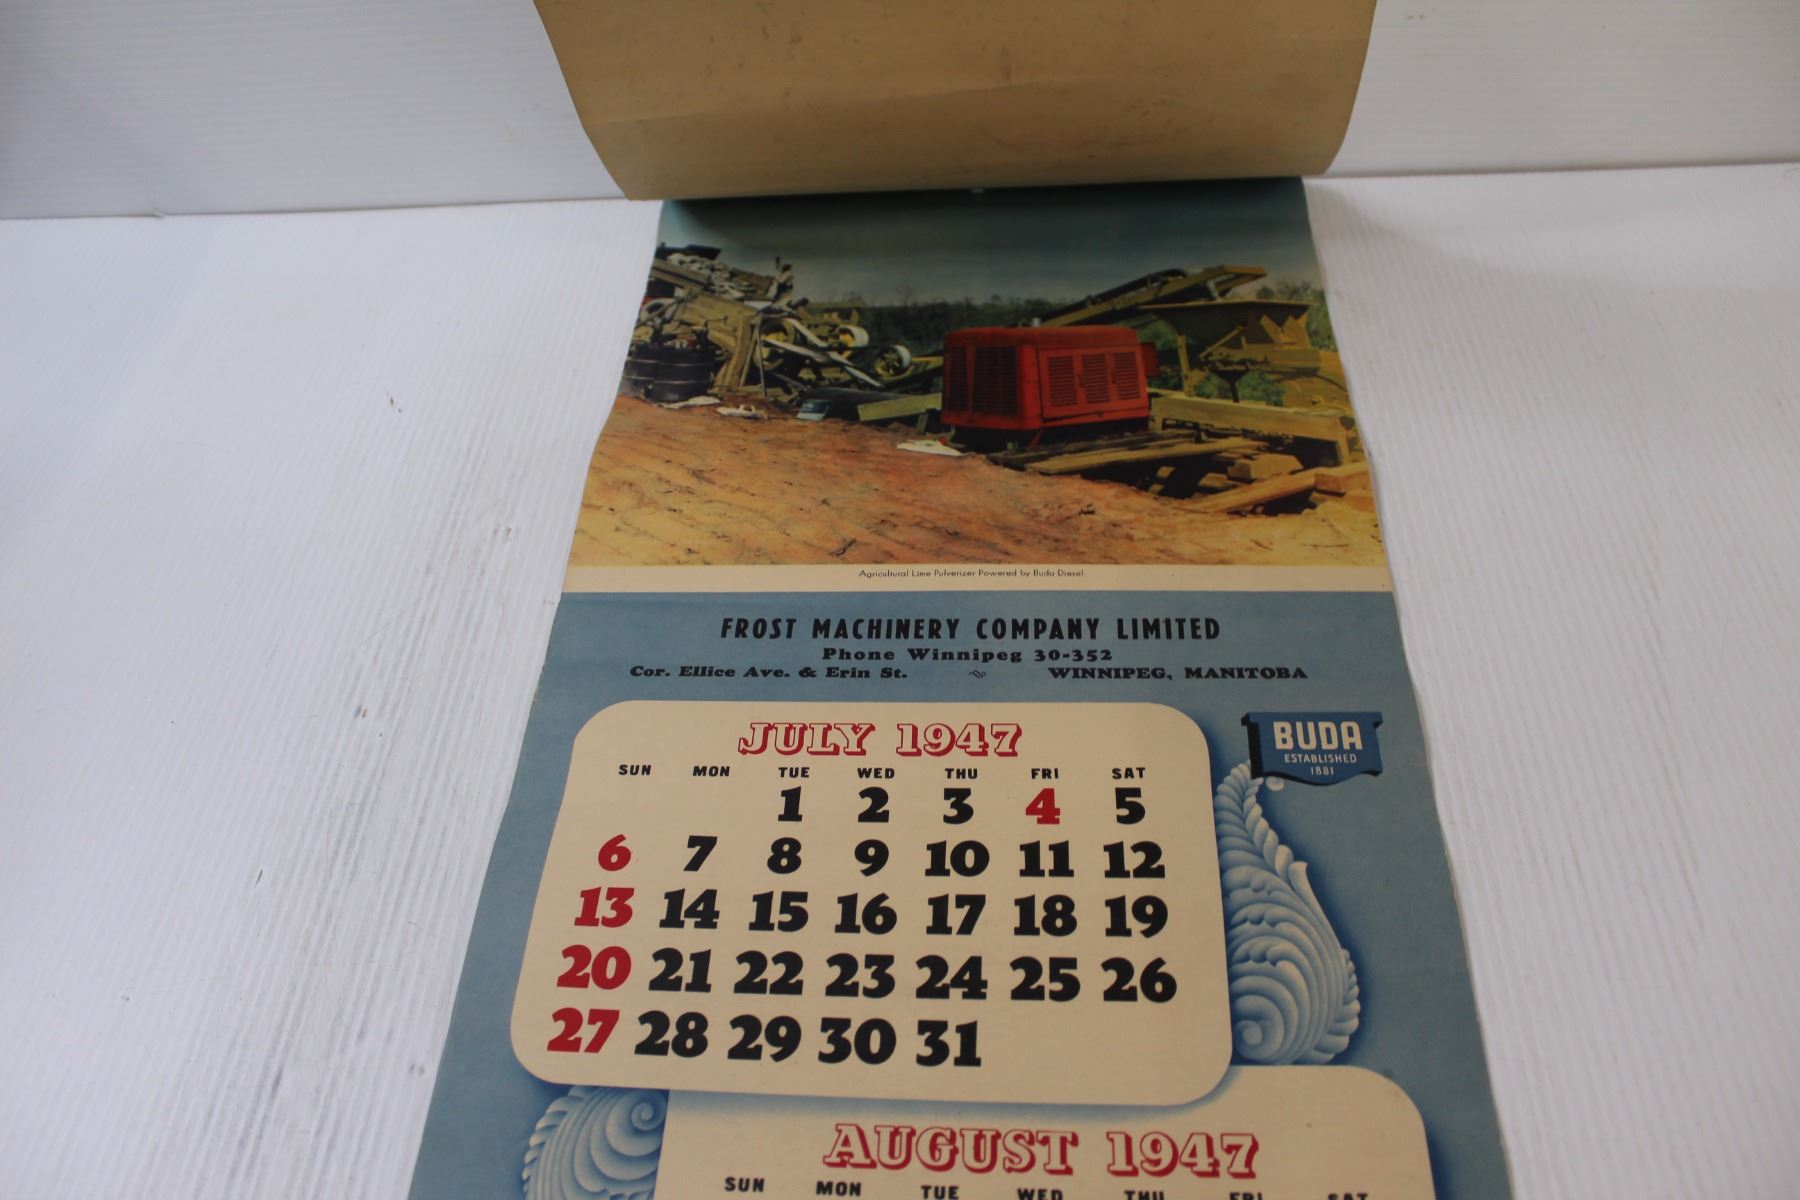 Agricultural Lime Pulverizer Powered by Buda Diesel.
FROST MACHINERY COMPANY LIMITED
Phone Winnipeg 30-352
Cor. Ellice Ave. & Erin St. WINNIPEG, MANITOBA
JULY 1947
SUN MON TUE WED THU FRI SAT
1 2 3 4 5
6 7 8 9 10 11 12
13 14 15 16 17 18 19
20 21 22 23 24 25 26
27 28 29 30 31
BUDA
ESTABLISHED
1881
AUGUST 1947
SUN MON TUE WED THU FRI SAT